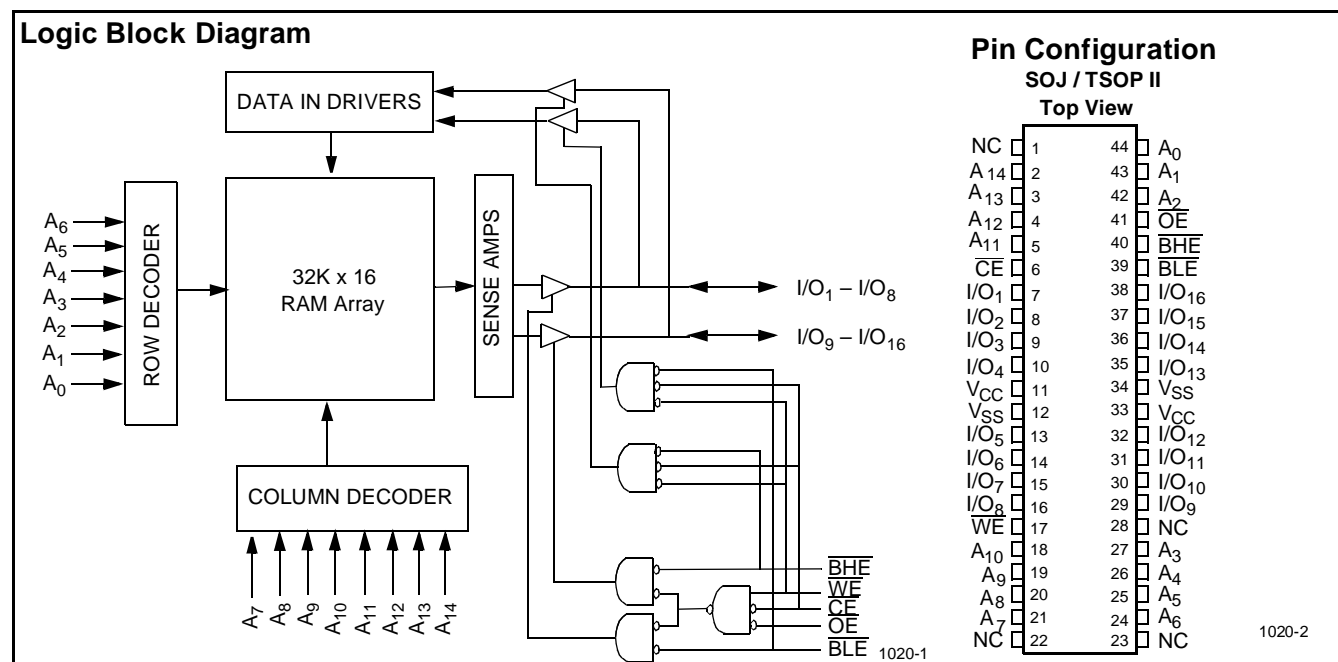 Logic Block Diagram
DATA IN DRIVERS
A6
A5
A4
A3
A2
A1
A0
ROW DECODER
32K x 16
RAM Array
SENSE AMPS
I/O1 – I/O8
I/O9 – I/O16
COLUMN DECODER
A7
A8
A9
A10
A11
A12
A13
A14
BHE
WE
CE
OE
BLE
1020-1
Pin Configuration
SOJ / TSOP II
Top View
NC 1 44 A0
A14 2 43 A1
A13 3 42 A2
A12 4 41 OE
A11 5 40 BHE
CE 6 39 BLE
I/O1 7 38 I/O16
I/O2 8 37 I/O15
I/O3 9 36 I/O14
I/O4 10 35 I/O13
VCC 11 34 VSS
VSS 12 33 VCC
I/O5 13 32 I/O12
I/O6 14 31 I/O11
I/O7 15 30 I/O10
I/O8 16 29 I/O9
WE 17 28 NC
A10 18 27 A3
A9 19 26 A4
A8 20 25 A5
A7 21 24 A6
NC 22 23 NC
1020-2